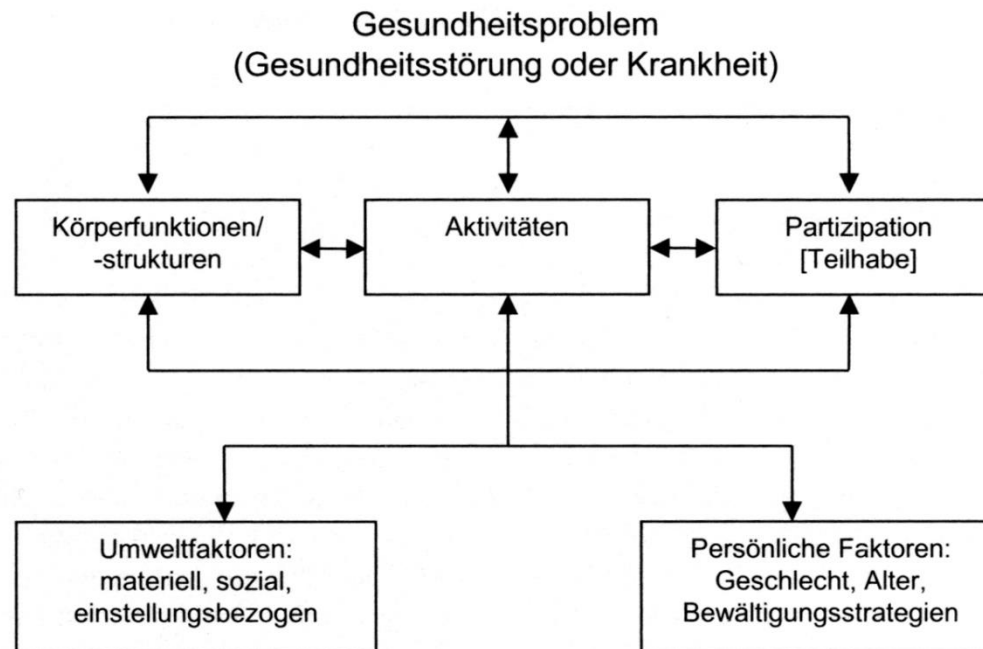 Gesundheitsproblem
(Gesundheitsstörung oder Krankheit)
Körperfunktionen/
-strukturen
Aktivitäten
Partizipation
[Teilhabe]
Umweltfaktoren:
materiell, sozial,
einstellungsbezogen
Persönliche Faktoren:
Geschlecht, Alter,
Bewältigungsstrategien